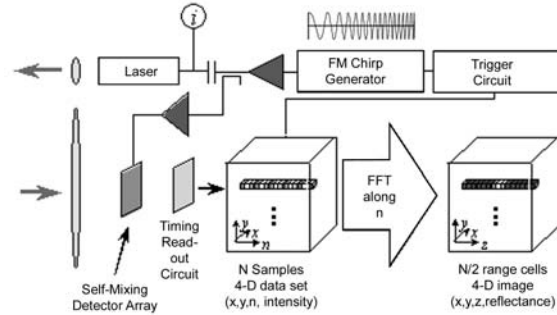 i
Laser
FM Chirp
Generator
Trigger
Circuit
Timing
Read-
out
Circuit
Self-Mixing
Detector Array
y
x
n
N Samples
4-D data set
(x,y,n, intensity)
FFT
along
n
y
x
z
N/2 range cells
4-D image
(x,y,z,reflectance)